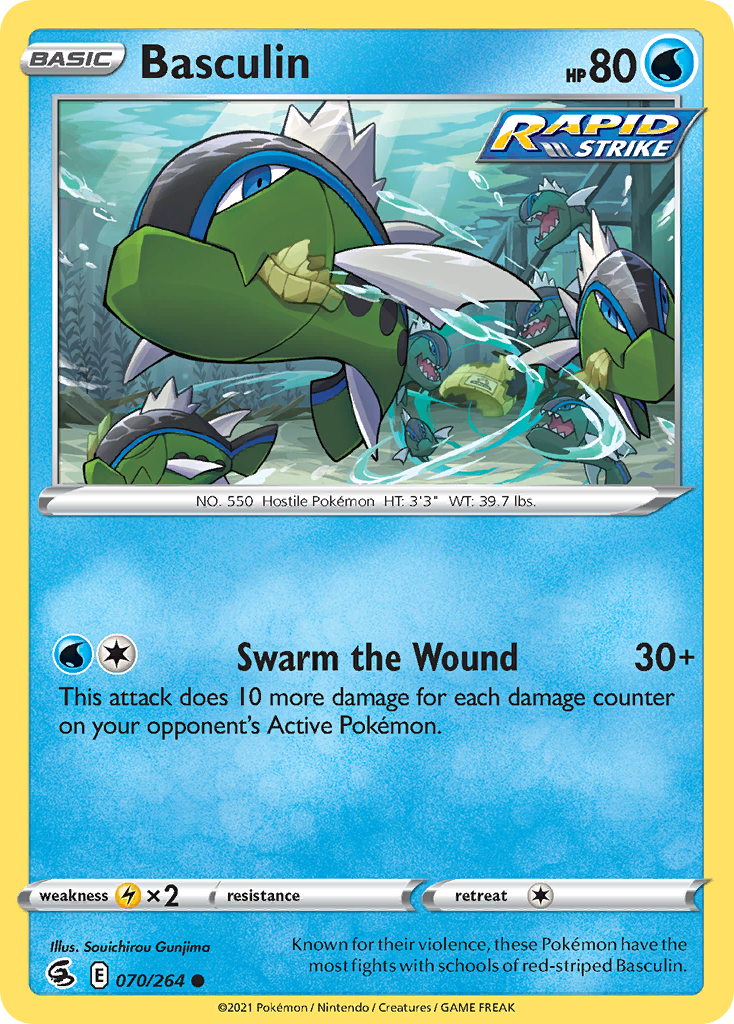 BASIC
Basculin
HP 80
RAPID
STRIKE
NO. 550 Hostile Pokémon HT: 3'3" WT: 39.7 lbs.
Swarm the Wound 30+
This attack does 10 more damage for each damage counter
on your opponent's Active Pokémon.
weakness ×2 resistance retreat
Illus. Souichirou Gunjima
Known for their violence, these Pokémon have the
most fights with schools of red-striped Basculin.
E 070/264
©2021 Pokémon / Nintendo / Creatures / GAME FREAK